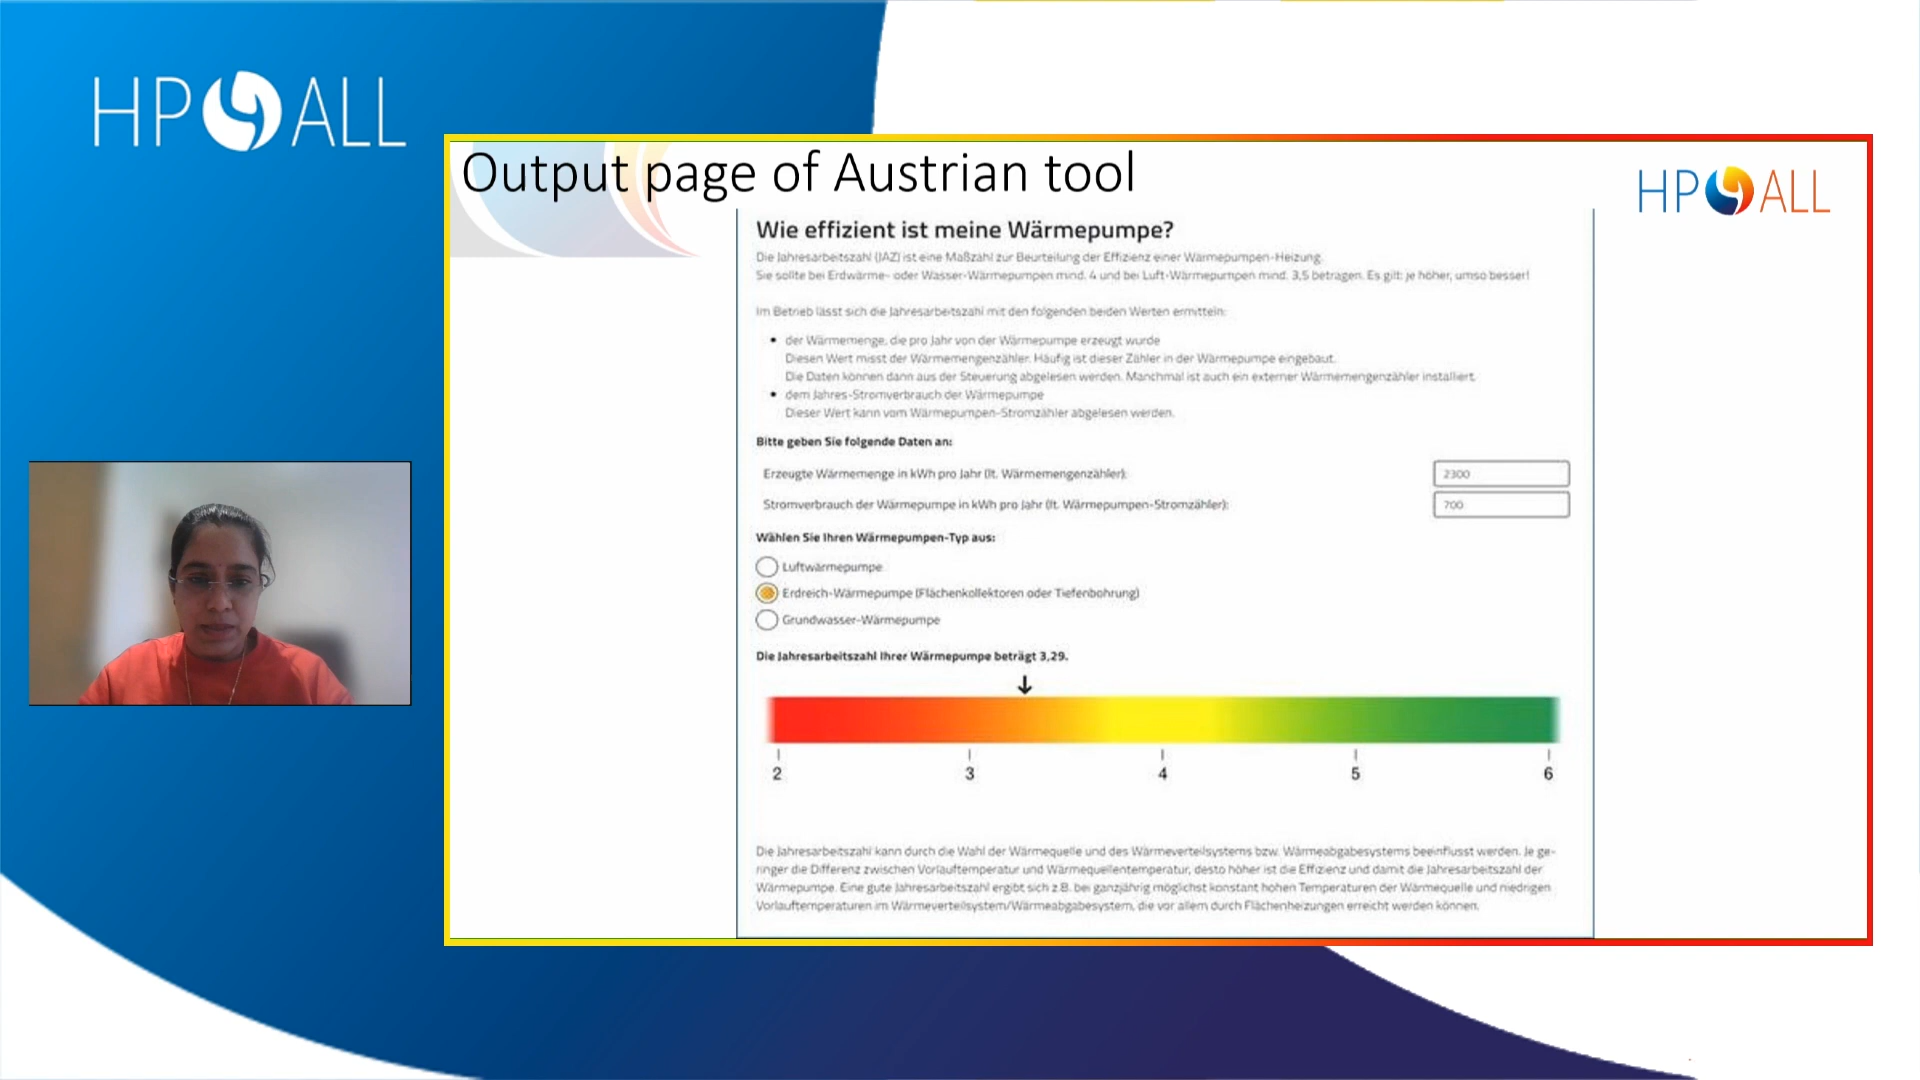 HP4ALL
Output page of Austrian tool
HP4ALL
Wie effizient ist meine Wärmepumpe?
Die Jahresarbeitszahl (JAZ) ist eine Maßzahl zur Beurteilung der Effizienz einer Wärmepumpen-Heizung.
Sie sollte bei Erdwärme- oder Wasser-Wärmepumpen mind. 4 und bei Luft-Wärmepumpen mind. 3,5 betragen. Es gilt: je höher, umso besser!
Im Betrieb lässt sich die Jahresarbeitszahl mit den folgenden beiden Werten ermitteln:
• der Wärmemenge, die pro Jahr von der Wärmepumpe erzeugt wurde
Diesen Wert misst der Wärmemengenzähler. Häufig ist dieser Zähler in der Wärmepumpe eingebaut.
Die Daten können dann aus der Steuerung abgelesen werden. Manchmal ist auch ein externer Wärmemengenzähler installiert.
• dem Jahres-Stromverbrauch der Wärmepumpe
Dieser Wert kann vom Wärmepumpen-Stromzähler abgelesen werden.
Bitte geben Sie folgende Daten an:
Erzeugte Wärmemenge in kWh pro Jahr (lt. Wärmemengenzähler): 2300
Stromverbrauch der Wärmepumpe in kWh pro Jahr (lt. Wärmepumpen-Stromzähler): 700
Wählen Sie Ihren Wärmepumpen-Typ aus:
Luftwärmepumpe
Erdreich-Wärmepumpe (Flächenkollektoren oder Tiefenbohrung)
Grundwasser-Wärmepumpe
Die Jahresarbeitszahl Ihrer Wärmepumpe beträgt 3,29.
2 3 4 5 6
Die Jahresarbeitszahl kann durch die Wahl der Wärmequelle und des Wärmeverteilsystems bzw. Wärmeabgabesystems beeinflusst werden. Je ge-
ringer die Differenz zwischen Vorlauftemperatur und Wärmequellentemperatur, desto höher ist die Effizienz und damit die Jahresarbeitszahl der
Wärmepumpe. Eine gute Jahresarbeitszahl ergibt sich z.B. bei ganzjährig möglichst konstant hohen Temperaturen der Wärmequelle und niedrigen
Vorlauftemperaturen im Wärmeverteilsystem/Wärmeabgabesystem, die vor allem durch Flächenheizungen erreicht werden können.